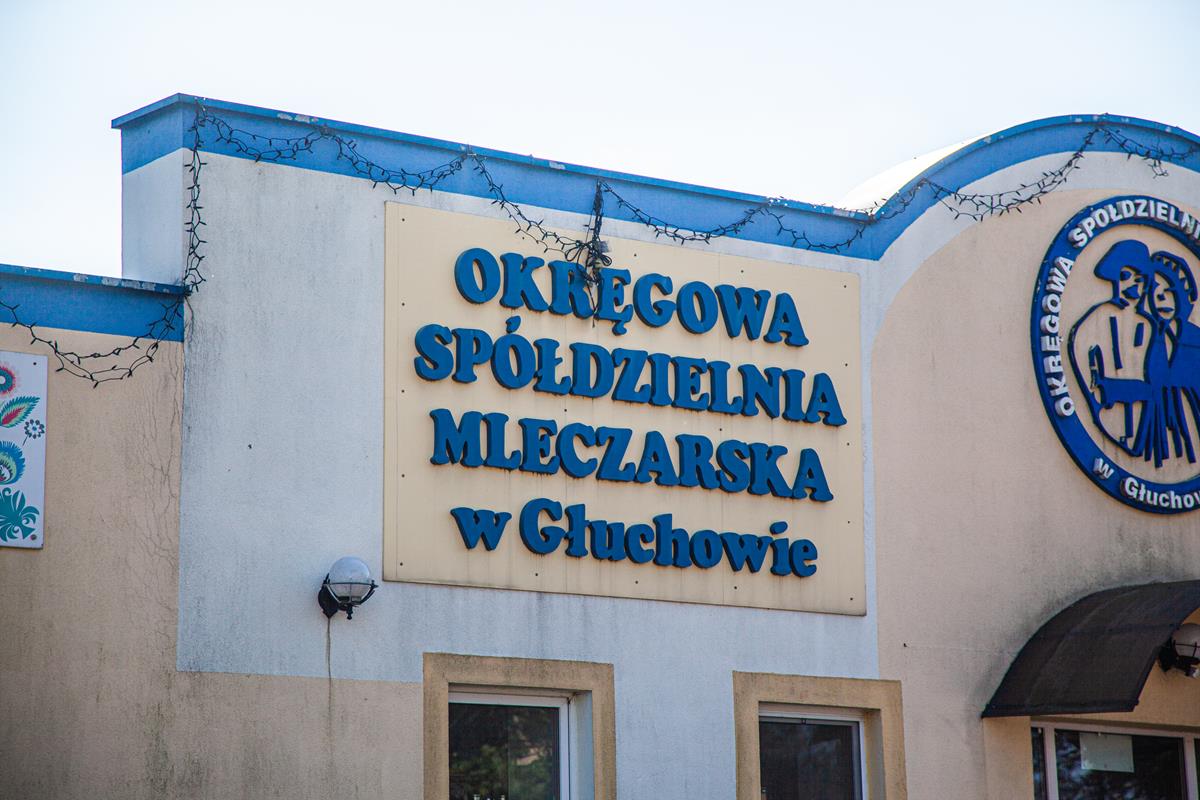 OKRĘGOWA
SPÓŁDZIELNIA
MLECZARSKA
w Głuchowie
OKRĘGOWA SPÓŁDZIELNI
w Głuchow